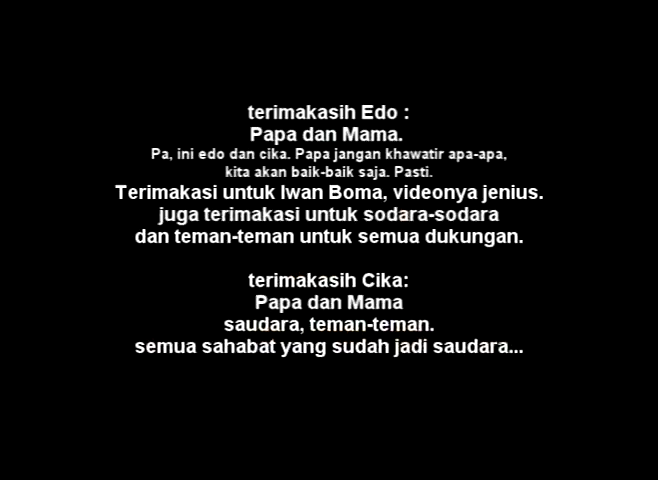 terimakasih Edo :
Papa dan Mama.
Pa, ini edo dan cika. Papa jangan khawatir apa-apa,
kita akan baik-baik saja. Pasti.
Terimakasi untuk Iwan Boma, videonya jenius.
juga terimakasi untuk sodara-sodara
dan teman-teman untuk semua dukungan.
terimakasih Cika:
Papa dan Mama
saudara, teman-teman.
semua sahabat yang sudah jadi saudara...